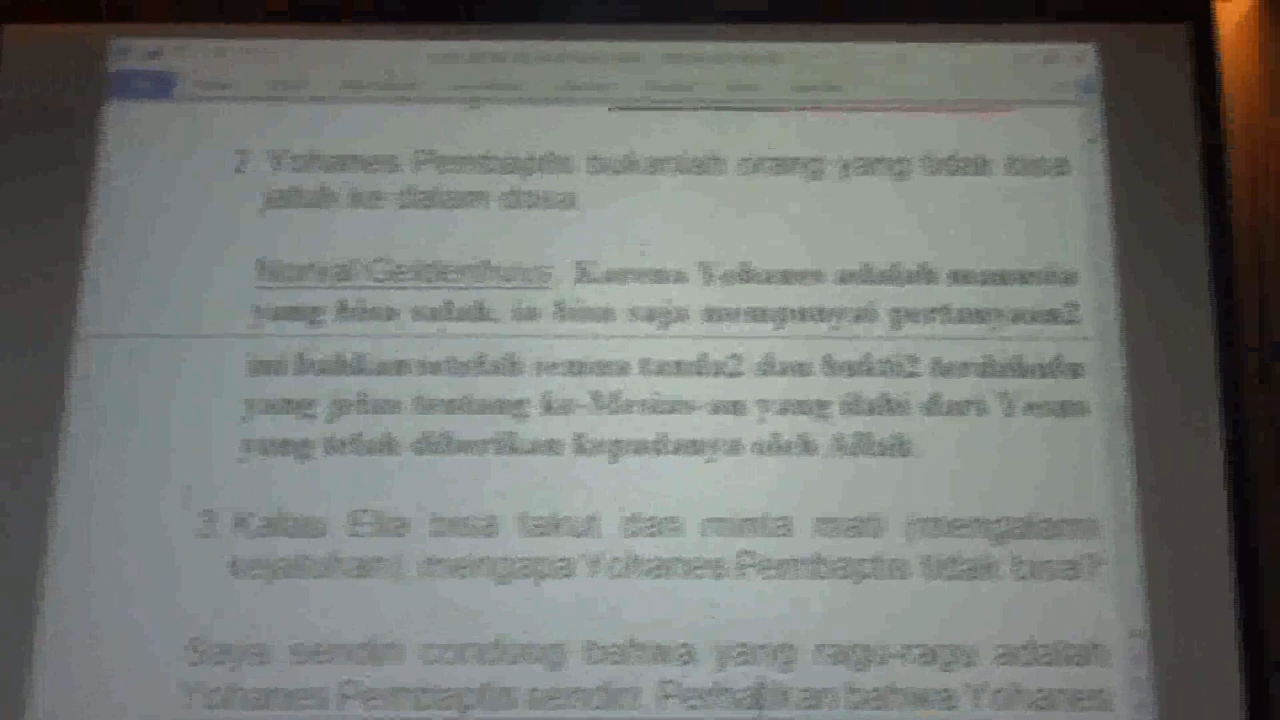 2 Yohanes Pembaptis bukanlah orang yang tidak bisa
jatuh ke dalam dosa.
Norval Geldenhuys: Karena Yohanes adalah manusia
yang bisa salah, ia bisa saja mempunyai pertanyaan2
ini bahkan setelah semua tanda2 dan bukti2 terdahulu
yang jelas tentang ke-Mesias-an yang ilahi dari Yesus
yang telah diberikan kepadanya oleh Allah.
3 Kalau Elia bisa takut dan minta mati (mengalami
kejatuhan), mengapa Yohanes Pembaptis tidak bisa?
Saya sendiri condong bahwa yang ragu-ragu adalah
Yohanes Pembaptis sendiri. Perhatikan bahwa Yohanes